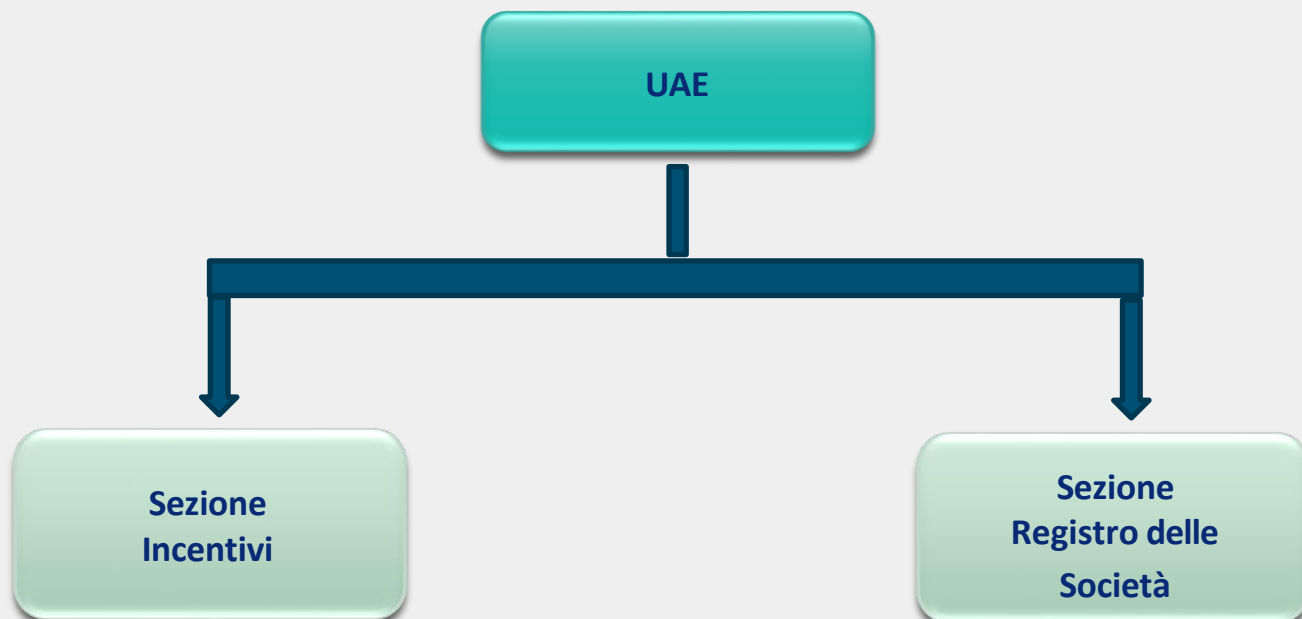 UAE
Sezione
Incentivi
Sezione
Registro delle
Società